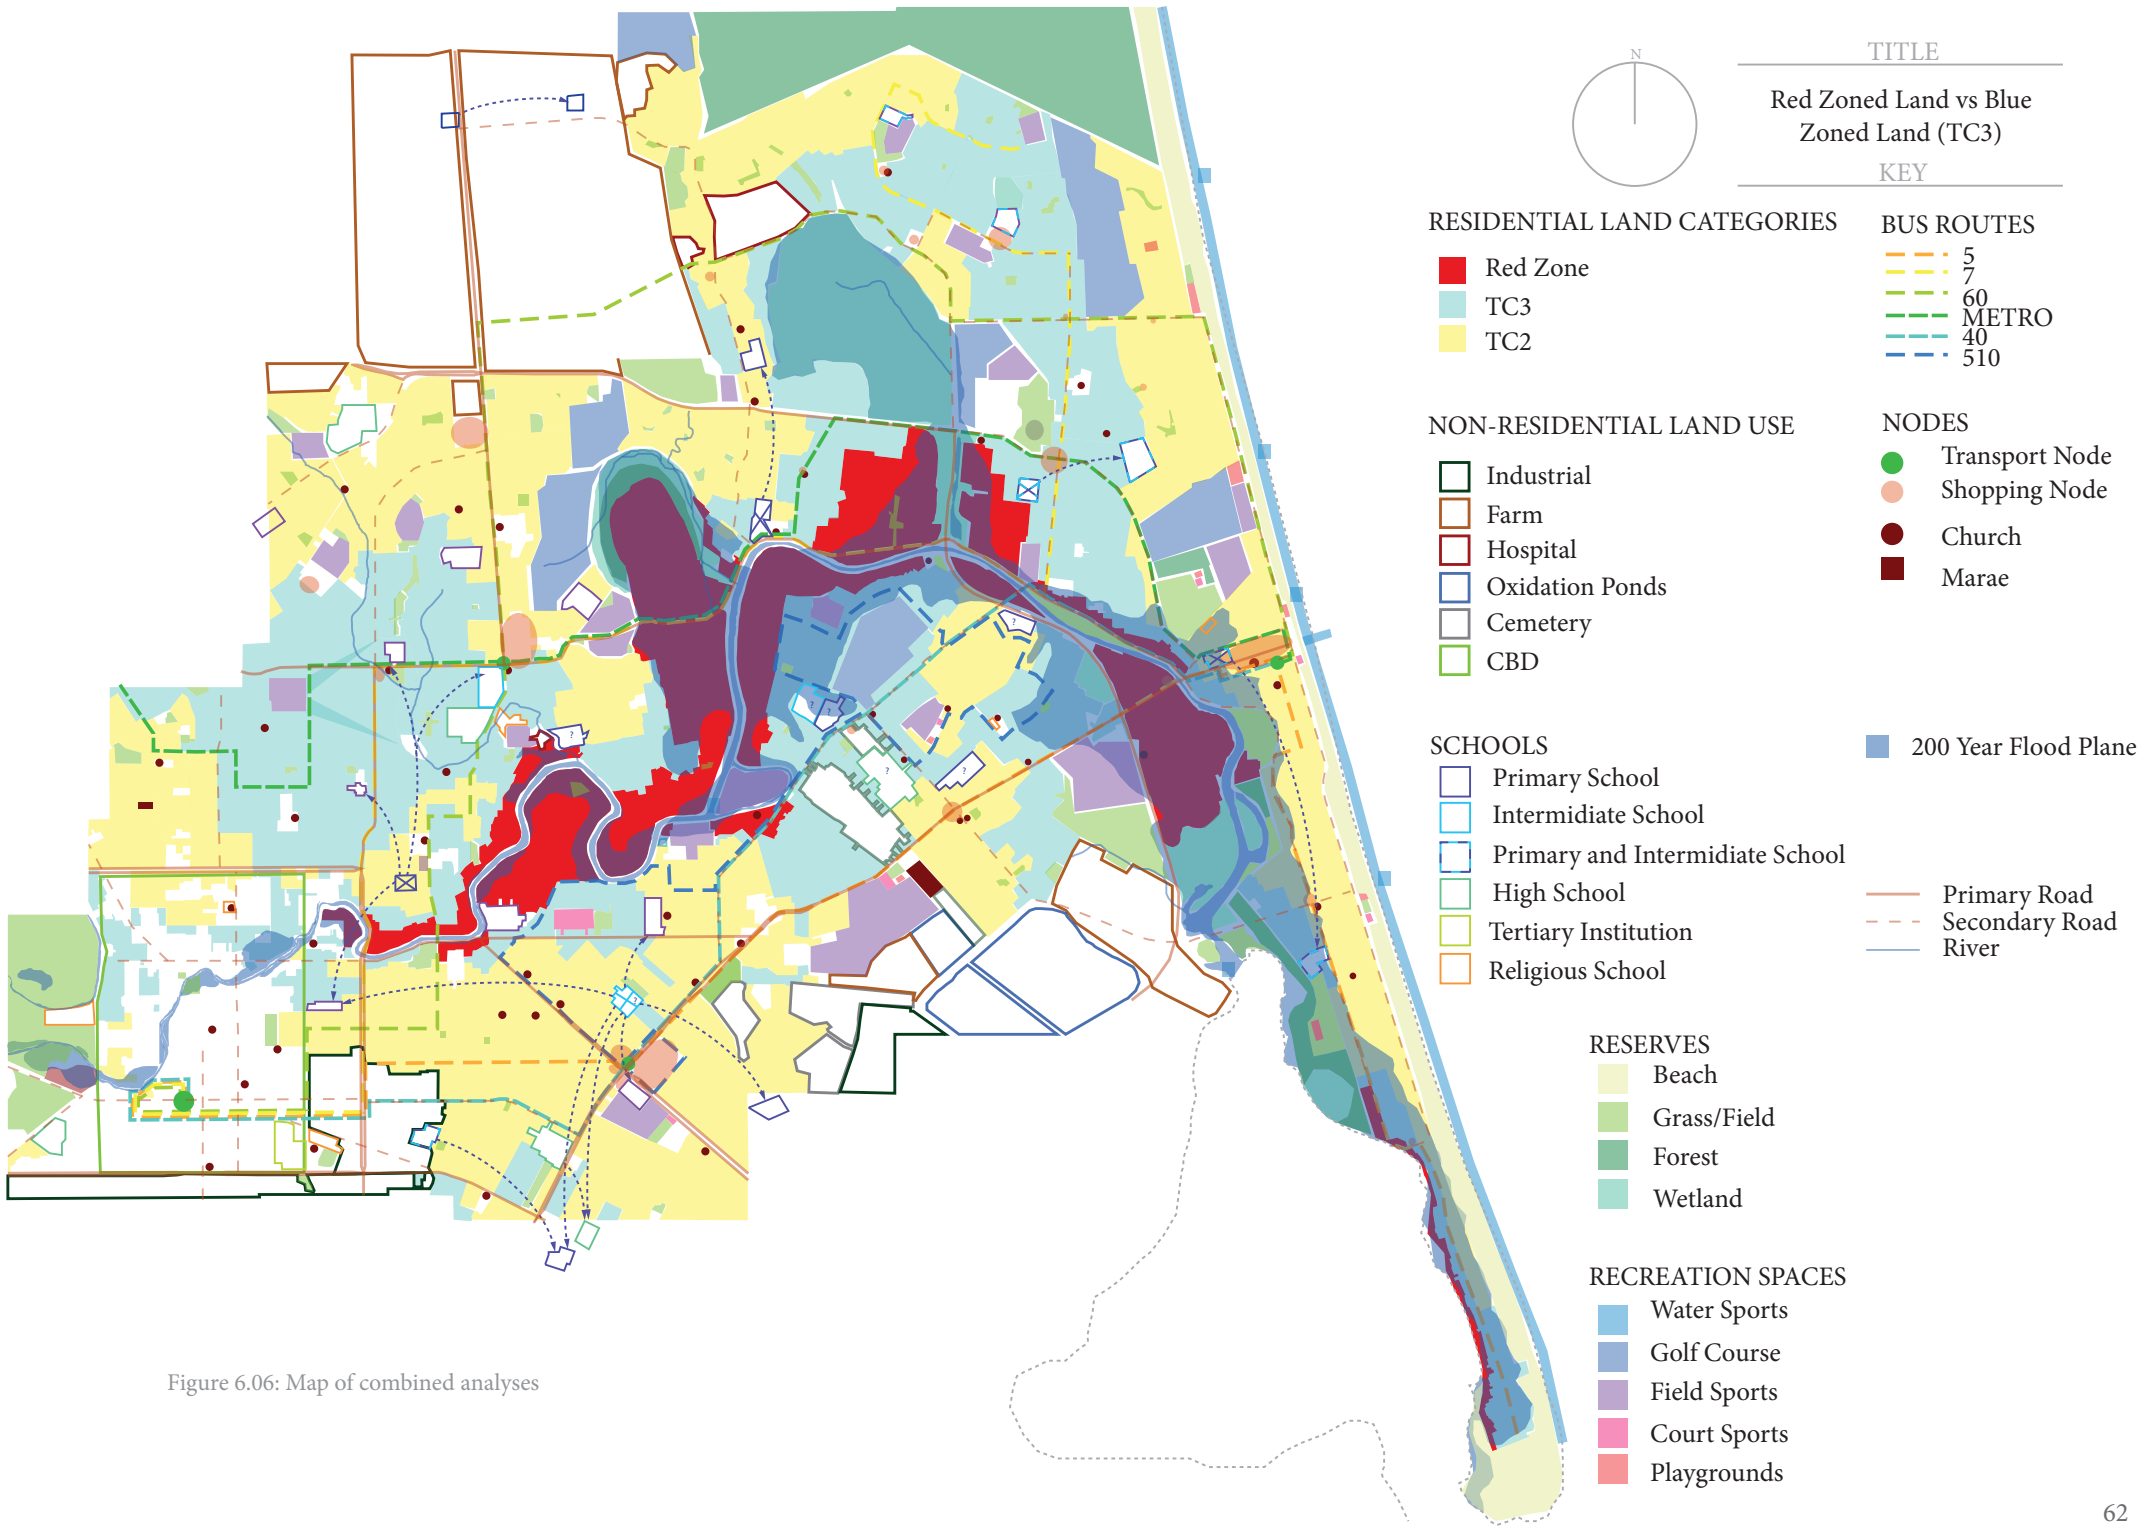 N
TITLE
Red Zoned Land vs Blue
Zoned Land (TC3)
KEY
RESIDENTIAL LAND CATEGORIES
Red Zone
TC3
TC2
BUS ROUTES
5
7
60
METRO
40
510
NON-RESIDENTIAL LAND USE
Industrial
Farm
Hospital
Oxidation Ponds
Cemetery
CBD
NODES
Transport Node
Shopping Node
Church
Marae
SCHOOLS
Primary School
Intermidiate School
Primary and Intermidiate School
High School
Tertiary Institution
Religious School
200 Year Flood Plane
Primary Road
Secondary Road
River
RESERVES
Beach
Grass/Field
Forest
Wetland
RECREATION SPACES
Water Sports
Golf Course
Field Sports
Court Sports
Playgrounds
?
?
?
?
?
?
?
Figure 6.06: Map of combined analyses
62